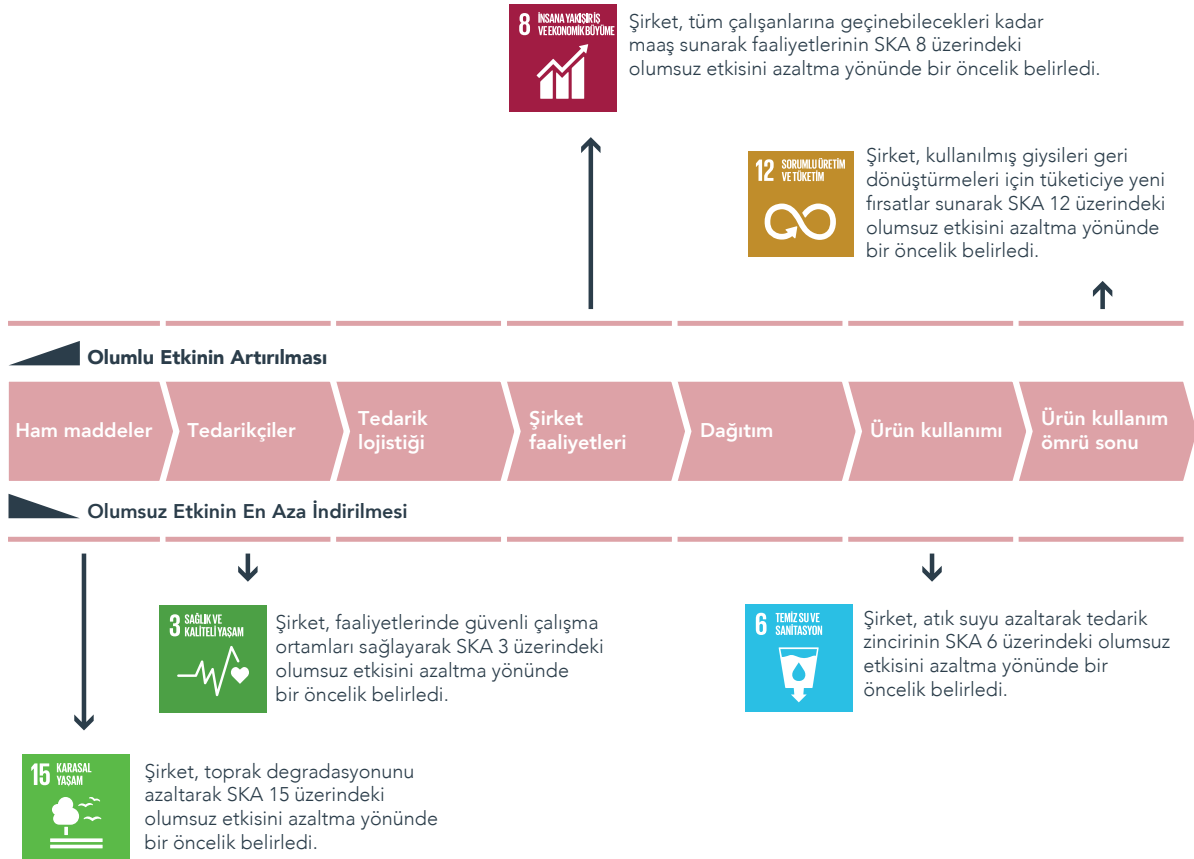 8 İNSANA YAKIŞIR İŞ
VE EKONOMİK BÜYÜME
Şirket, tüm çalışanlarına geçinebilecekleri kadar
maaş sunarak faaliyetlerinin SKA 8 üzerindeki
olumsuz etkisini azaltma yönünde bir öncelik belirledi.
12 SORUMLU ÜRETİM
VE TÜKETİM
Şirket, kullanılmış giysileri geri
dönüştürmeleri için tüketiciye yeni
fırsatlar sunarak SKA 12 üzerindeki
olumsuz etkisini azaltma yönünde
bir öncelik belirledi.
Olumlu Etkinin Artırılması
Ham maddeler
Tedarikçiler
Tedarik
lojistiği
Şirket
faaliyetleri
Dağıtım
Ürün kullanımı
Ürün kullanım
ömrü sonu
Olumsuz Etkinin En Aza İndirilmesi
3 SAĞLIK VE
KALİTELİ YAŞAM
Şirket, faaliyetlerinde güvenli çalışma
ortamları sağlayarak SKA 3 üzerindeki
olumsuz etkisini azaltma yönünde
bir öncelik belirledi.
6 TEMİZ SU VE
SANİTASYON
Şirket, atık suyu azaltarak tedarik
zincirinin SKA 6 üzerindeki olumsuz
etkisini azaltma yönünde bir
öncelik belirledi.
15 KARASAL
YAŞAM
Şirket, toprak degradasyonunu
azaltarak SKA 15 üzerindeki
olumsuz etkisini azaltma yönünde
bir öncelik belirledi.